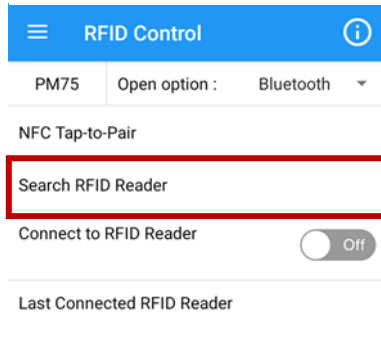 RFID Control
PM75 Open option : Bluetooth
NFC Tap-to-Pair
Search RFID Reader
Connect to RFID Reader Off
Last Connected RFID Reader